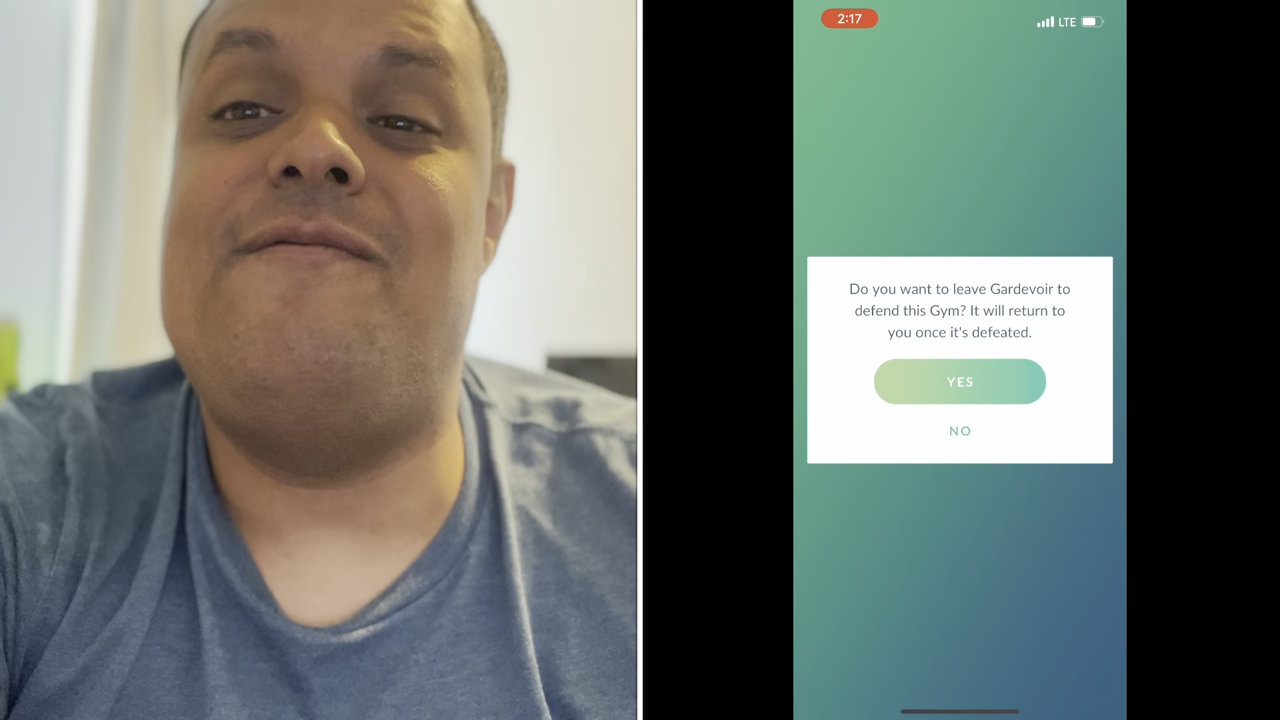 2:17
LTE
Do you want to leave Gardevoir to
defend this Gym? It will return to
you once it's defeated.
YES
NO